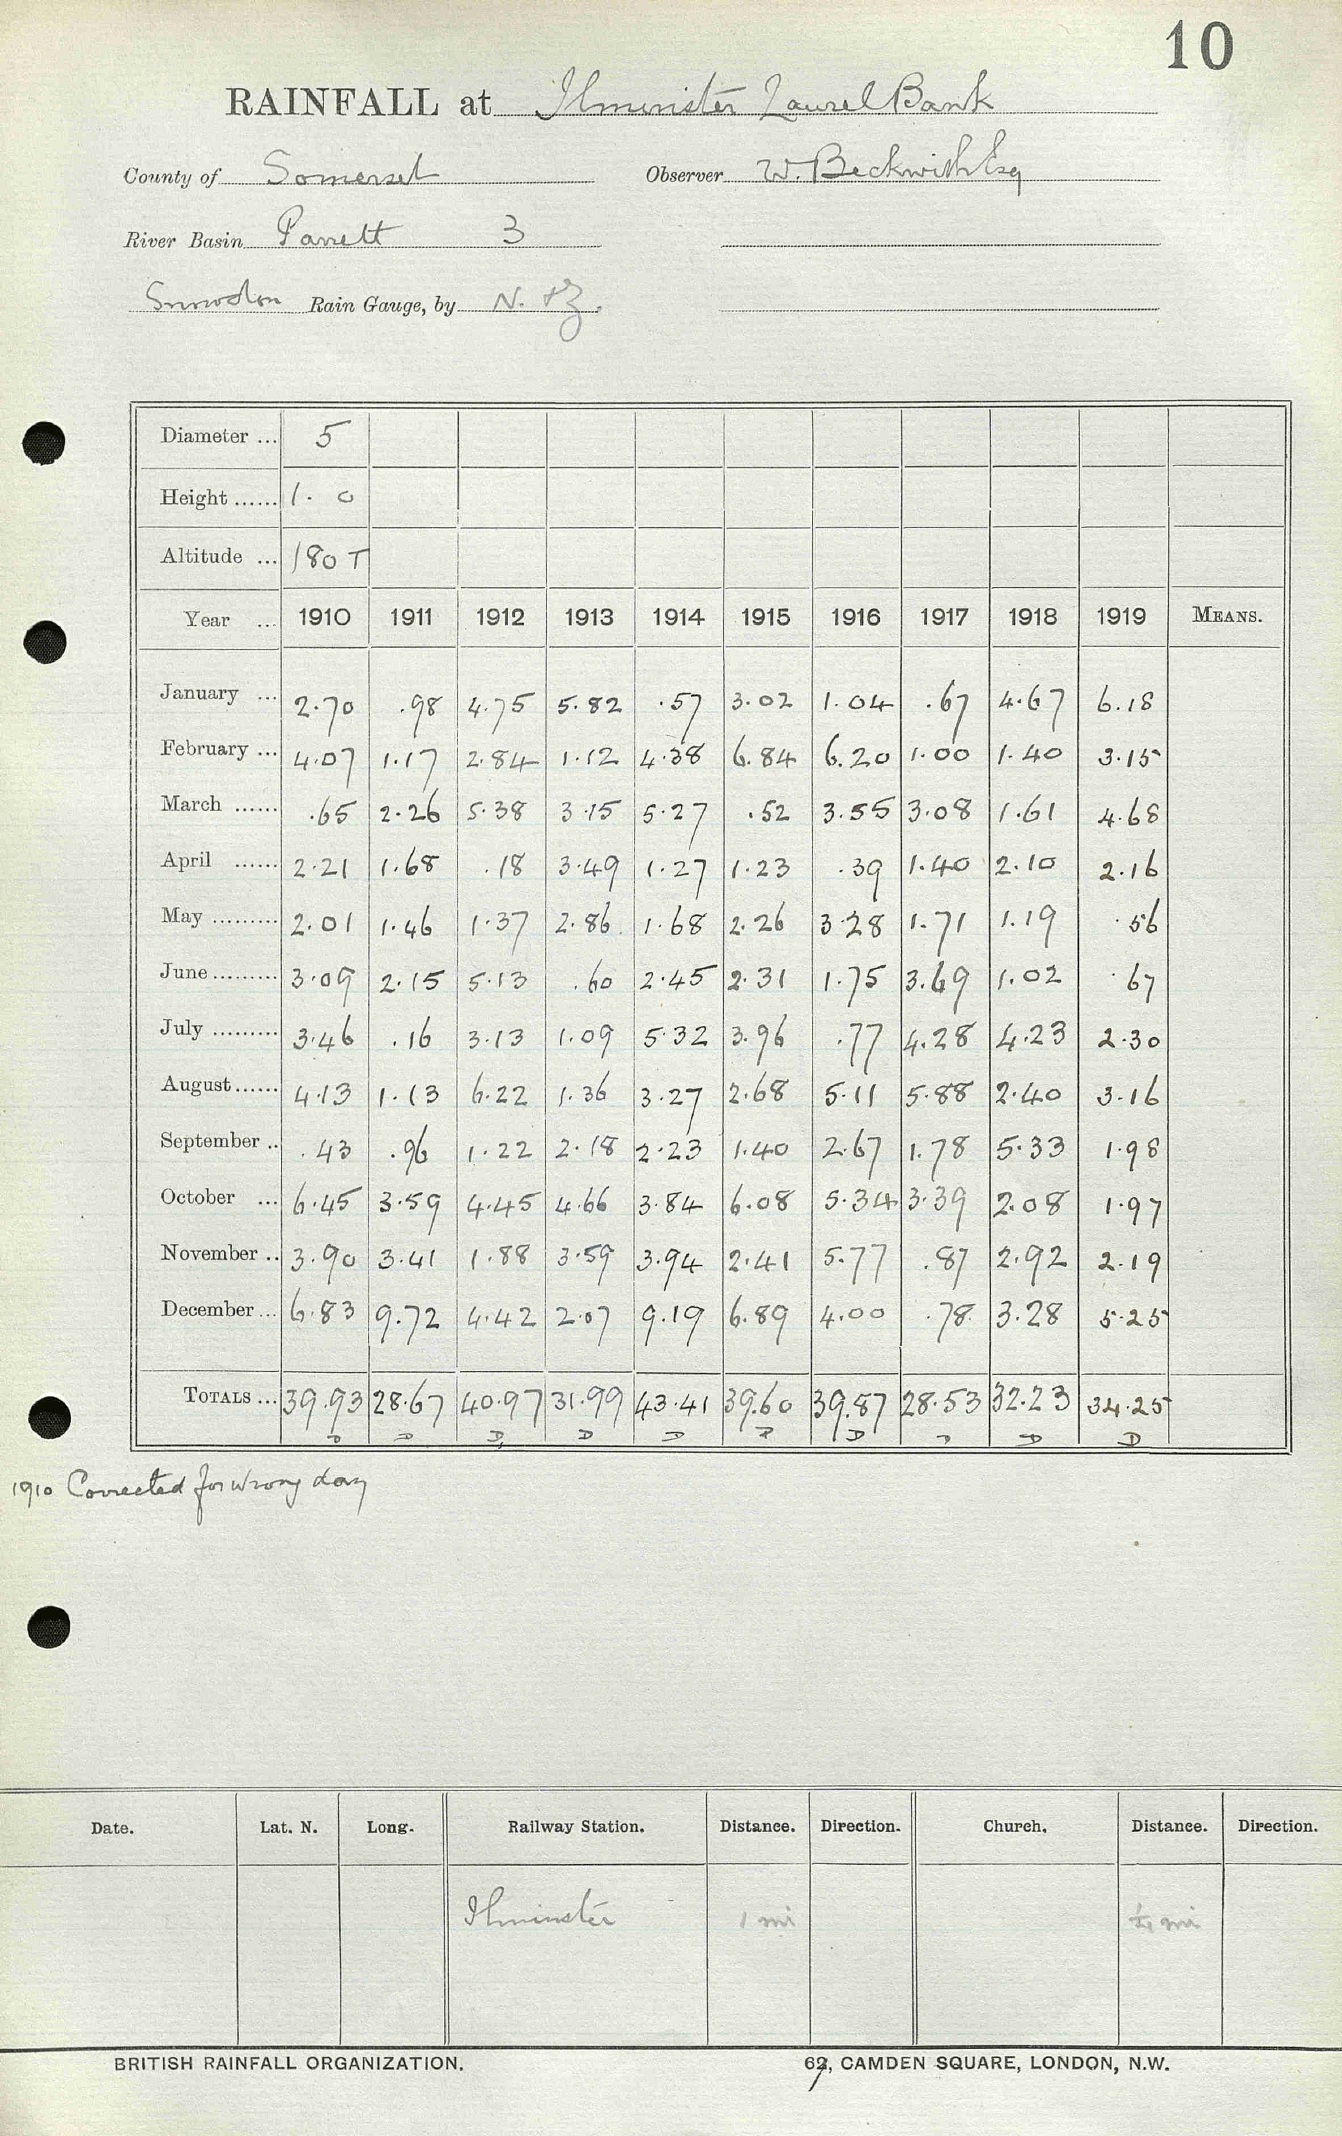 10
RAINFALL at Ilminster Laurel Bank
County of Somerset Observer W. Beckwith Esq
River Basin Parrett 3
Snowdon Rain Gauge, by N. & Z.
Diameter ... 5
Height ...... 1. 0
Altitude ... 180 T
Year ... 1910 1911 1912 1913 1914 1915 1916 1917 1918 1919 MEANS.
January ... 2.70 .98 4.75 5.82 .57 3.02 1.04 .67 4.67 6.18
February ... 4.07 1.17 2.84 1.12 4.38 6.84 6.20 1.00 1.40 3.15
March ...... .65 2.26 5.38 3.15 5.27 .52 3.55 3.08 1.61 4.68
April ...... 2.21 1.68 .18 3.49 1.27 1.23 .39 1.40 2.10 2.16
May ......... 2.01 1.46 1.37 2.86 1.68 2.26 3.28 1.71 1.19 .56
June ......... 3.09 2.15 5.13 .60 2.45 2.31 1.75 3.69 1.02 .67
July ......... 3.46 .16 3.13 1.09 5.32 3.96 .77 4.28 4.23 2.30
August ...... 4.13 1.13 6.22 1.36 3.27 2.68 5.11 5.88 2.40 3.16
September .. .43 .96 1.22 2.18 2.23 1.40 2.67 1.78 5.33 1.98
October ... 6.45 3.59 4.45 4.66 3.84 6.08 5.34 3.39 2.08 1.97
November .. 3.90 3.41 1.88 3.59 3.94 2.41 5.77 .87 2.92 2.19
December ... 6.83 9.72 4.42 2.07 9.19 6.89 4.00 .78 3.28 5.25
TOTALS ... 39.93 28.67 40.97 31.99 43.41 39.60 39.87 28.53 32.23 34.25
D D D D D D D D D D
1910 Corrected for wrong day
Date. Lat. N. Long. Railway Station. Distance. Direction. Church. Distance. Direction.
Ilminster 1 mi ¼ mi
BRITISH RAINFALL ORGANIZATION. 62, CAMDEN SQUARE, LONDON, N.W.